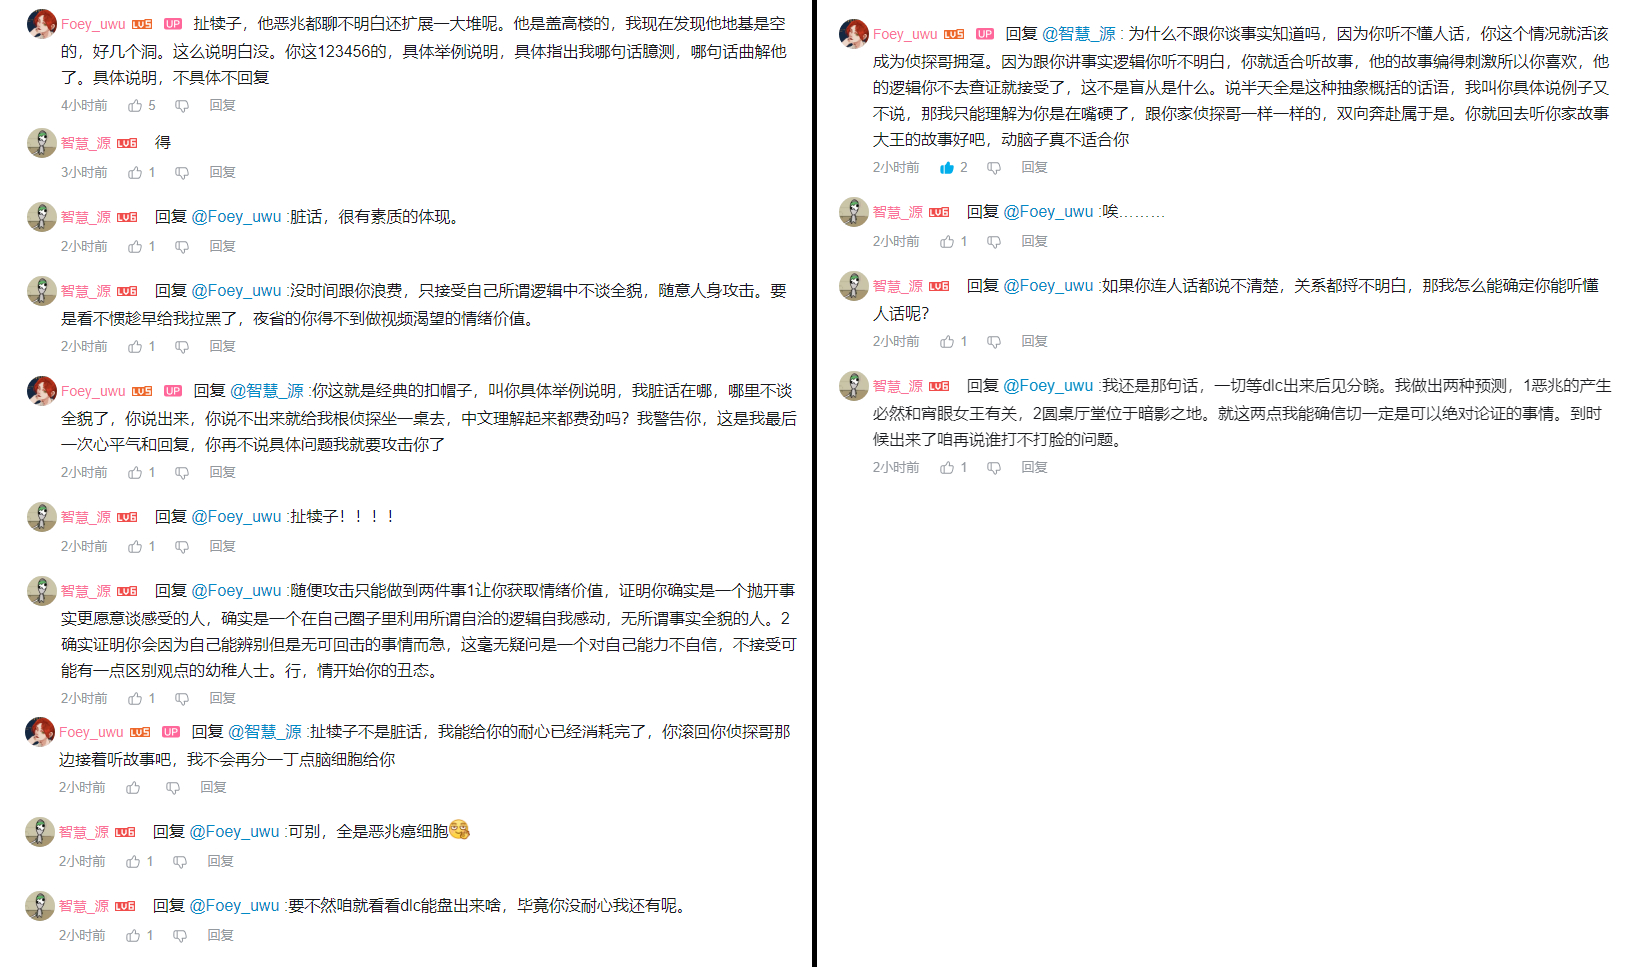 Foey_uwu LV5 UP 扯犊子，他恶兆都聊不明白还扩展一大堆呢。他是盖高楼的，我现在发现他地基是空
的，好几个洞。这么说明白没。你这123456的，具体举例说明，具体指出我哪句话臆测，哪句话曲解他
了。具体说明，不具体不回复
4小时前 5 回复
智慧_源 LV6 得
3小时前 1 回复
智慧_源 LV6 回复 @Foey_uwu :脏话，很有素质的体现。
2小时前 1 回复
智慧_源 LV6 回复 @Foey_uwu :没时间跟你浪费，只接受自己所谓逻辑中不谈全貌，随意人身攻击。要
是看不惯趁早给我拉黑了，夜省的你得不到做视频渴望的情绪价值。
2小时前 1 回复
Foey_uwu LV5 UP 回复 @智慧_源 :你这就是经典的扣帽子，叫你具体举例说明，我脏话在哪，哪里不谈
全貌了，你说出来，你说不出来就给我根侦探坐一桌去，中文理解起来都费劲吗？我警告你，这是我最后
一次心平气和回复，你再不说具体问题我就要攻击你了
2小时前 1 回复
智慧_源 LV6 回复 @Foey_uwu :扯犊子！！！！
2小时前 1 回复
智慧_源 LV6 回复 @Foey_uwu :随便攻击只能做到两件事1让你获取情绪价值，证明你确实是一个抛开事
实更愿意谈感受的人，确实是一个在自己圈子里利用所谓自洽的逻辑自我感动，无所谓事实全貌的人。2
确实证明你会因为自己能辨别但是无可回击的事情而急，这毫无疑问是一个对自己能力不自信，不接受可
能有一点区别观点的幼稚人士。行，情开始你的丑态。
2小时前 1 回复
Foey_uwu LV5 UP 回复 @智慧_源 :扯犊子不是脏话，我能给你的耐心已经消耗完了，你滚回你侦探哥那
边接着听故事吧，我不会再分一丁点脑细胞给你
2小时前 回复
智慧_源 LV6 回复 @Foey_uwu :可别，全是恶兆癌细胞
2小时前 1 回复
智慧_源 LV6 回复 @Foey_uwu :要不然咱就看看dlc能盘出来啥，毕竟你没耐心我还有呢。
2小时前 1 回复
Foey_uwu LV5 UP 回复 @智慧_源 : 为什么不跟你谈事实知道吗，因为你听不懂人话，你这个情况就活该
成为侦探哥拥趸。因为跟你讲事实逻辑你听不明白，你就适合听故事，他的故事编得刺激所以你喜欢，他
的逻辑你不去查证就接受了，这不是盲从是什么。说半天全是这种抽象概括的话语，我叫你具体说例子又
不说，那我只能理解为你是在嘴硬了，跟你家侦探哥一样一样的，双向奔赴属于是。你就回去听你家故事
大王的故事好吧，动脑子真不适合你
2小时前 2 回复
智慧_源 LV6 回复 @Foey_uwu :唉………
2小时前 1 回复
智慧_源 LV6 回复 @Foey_uwu :如果你连人话都说不清楚，关系都捋不明白，那我怎么能确定你能听懂
人话呢？
2小时前 1 回复
智慧_源 LV6 回复 @Foey_uwu :我还是那句话，一切等dlc出来后见分晓。我做出两种预测，1恶兆的产生
必然和宵眼女王有关，2圆桌厅堂位于暗影之地。就这两点我能确信切一定是可以绝对论证的事情。到时
候出来了咱再说谁打不打脸的问题。
2小时前 1 回复